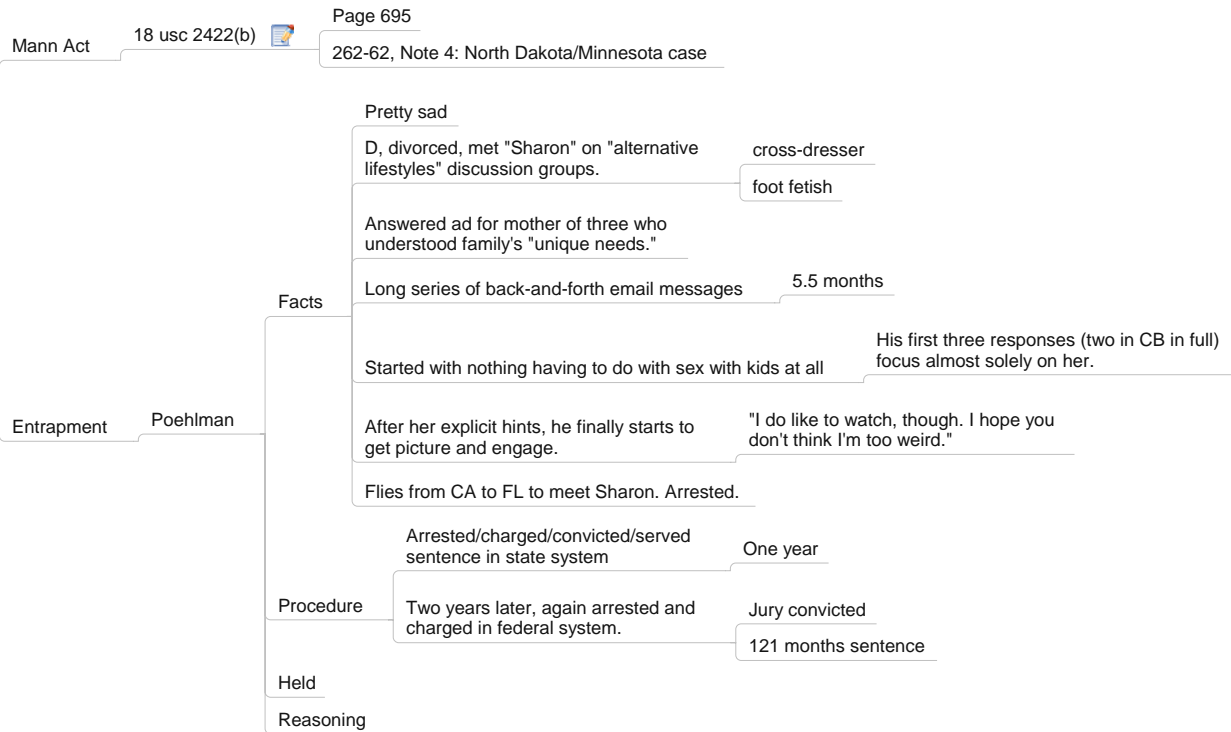 Mann Act
18 usc 2422(b)
Page 695
262-62, Note 4: North Dakota/Minnesota case
Entrapment
Poehlman
Facts
Pretty sad
D, divorced, met "Sharon" on "alternative
lifestyles" discussion groups.
cross-dresser
foot fetish
Answered ad for mother of three who
understood family's "unique needs."
Long series of back-and-forth email messages
5.5 months
Started with nothing having to do with sex with kids at all
His first three responses (two in CB in full)
focus almost solely on her.
After her explicit hints, he finally starts to
get picture and engage.
"I do like to watch, though. I hope you
don't think I'm too weird."
Flies from CA to FL to meet Sharon. Arrested.
Procedure
Arrested/charged/convicted/served
sentence in state system
One year
Two years later, again arrested and
charged in federal system.
Jury convicted
121 months sentence
Held
Reasoning